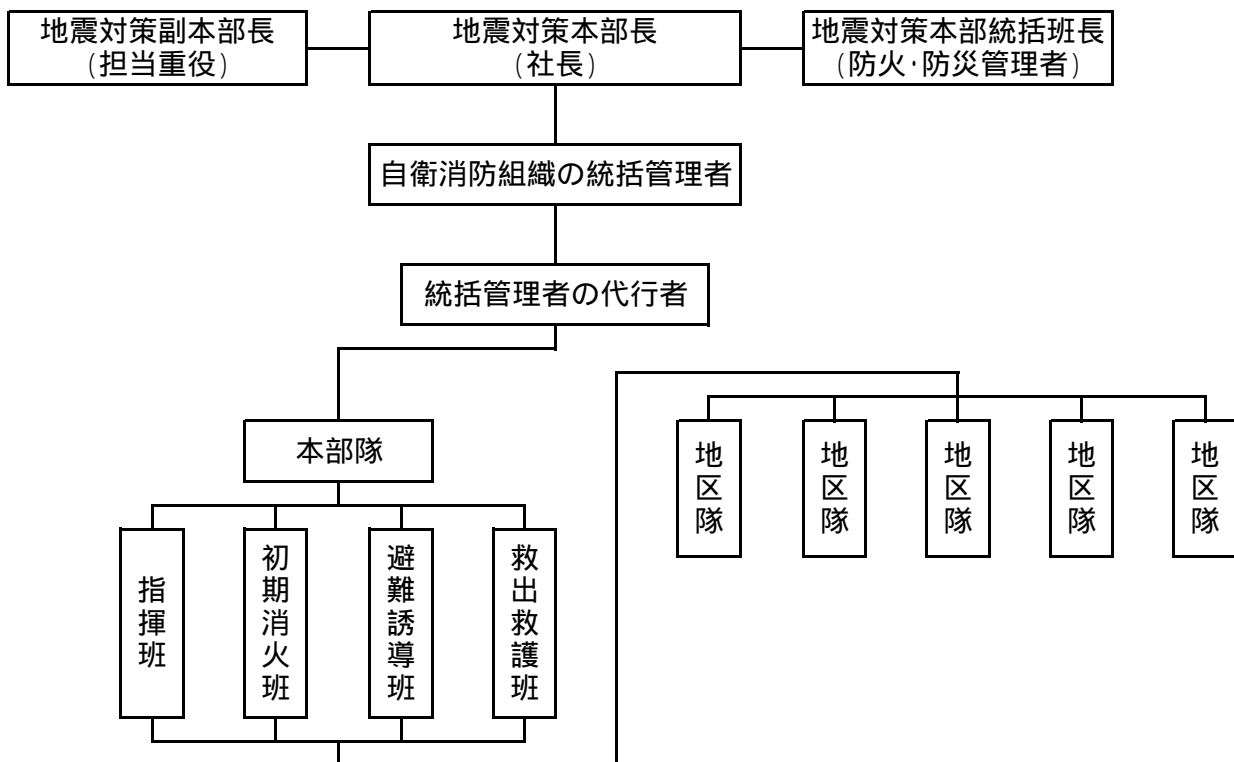 地震対策副本部長
(担当重役)
地震対策本部長
(社長)
地震対策本部統括班長
(防火・防災管理者)
自衛消防組織の統括管理者
統括管理者の代行者
本部隊
地区隊
地区隊
地区隊
地区隊
地区隊
指揮班
初期消火班
避難誘導班
救出救護班